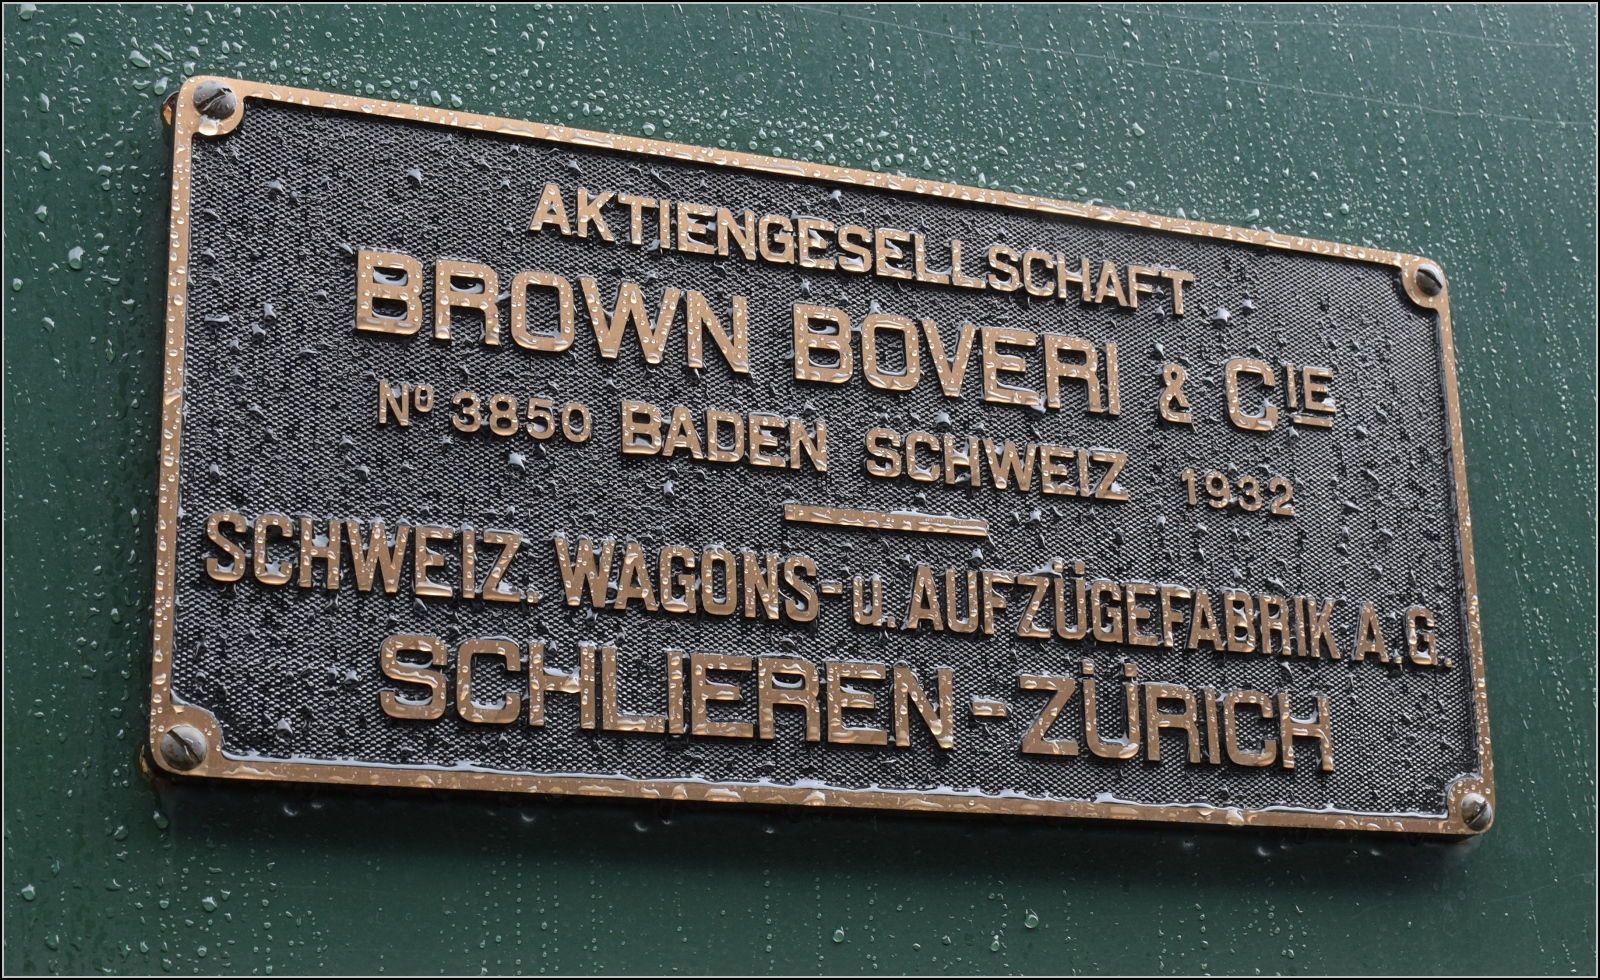 AKTIENGESELLSCHAFT
BROWN BOVERI & CIE
No 3850 BADEN SCHWEIZ 1932
SCHWEIZ. WAGONS- u. AUFZÜGEFABRIK A.G.
SCHLIEREN-ZÜRICH